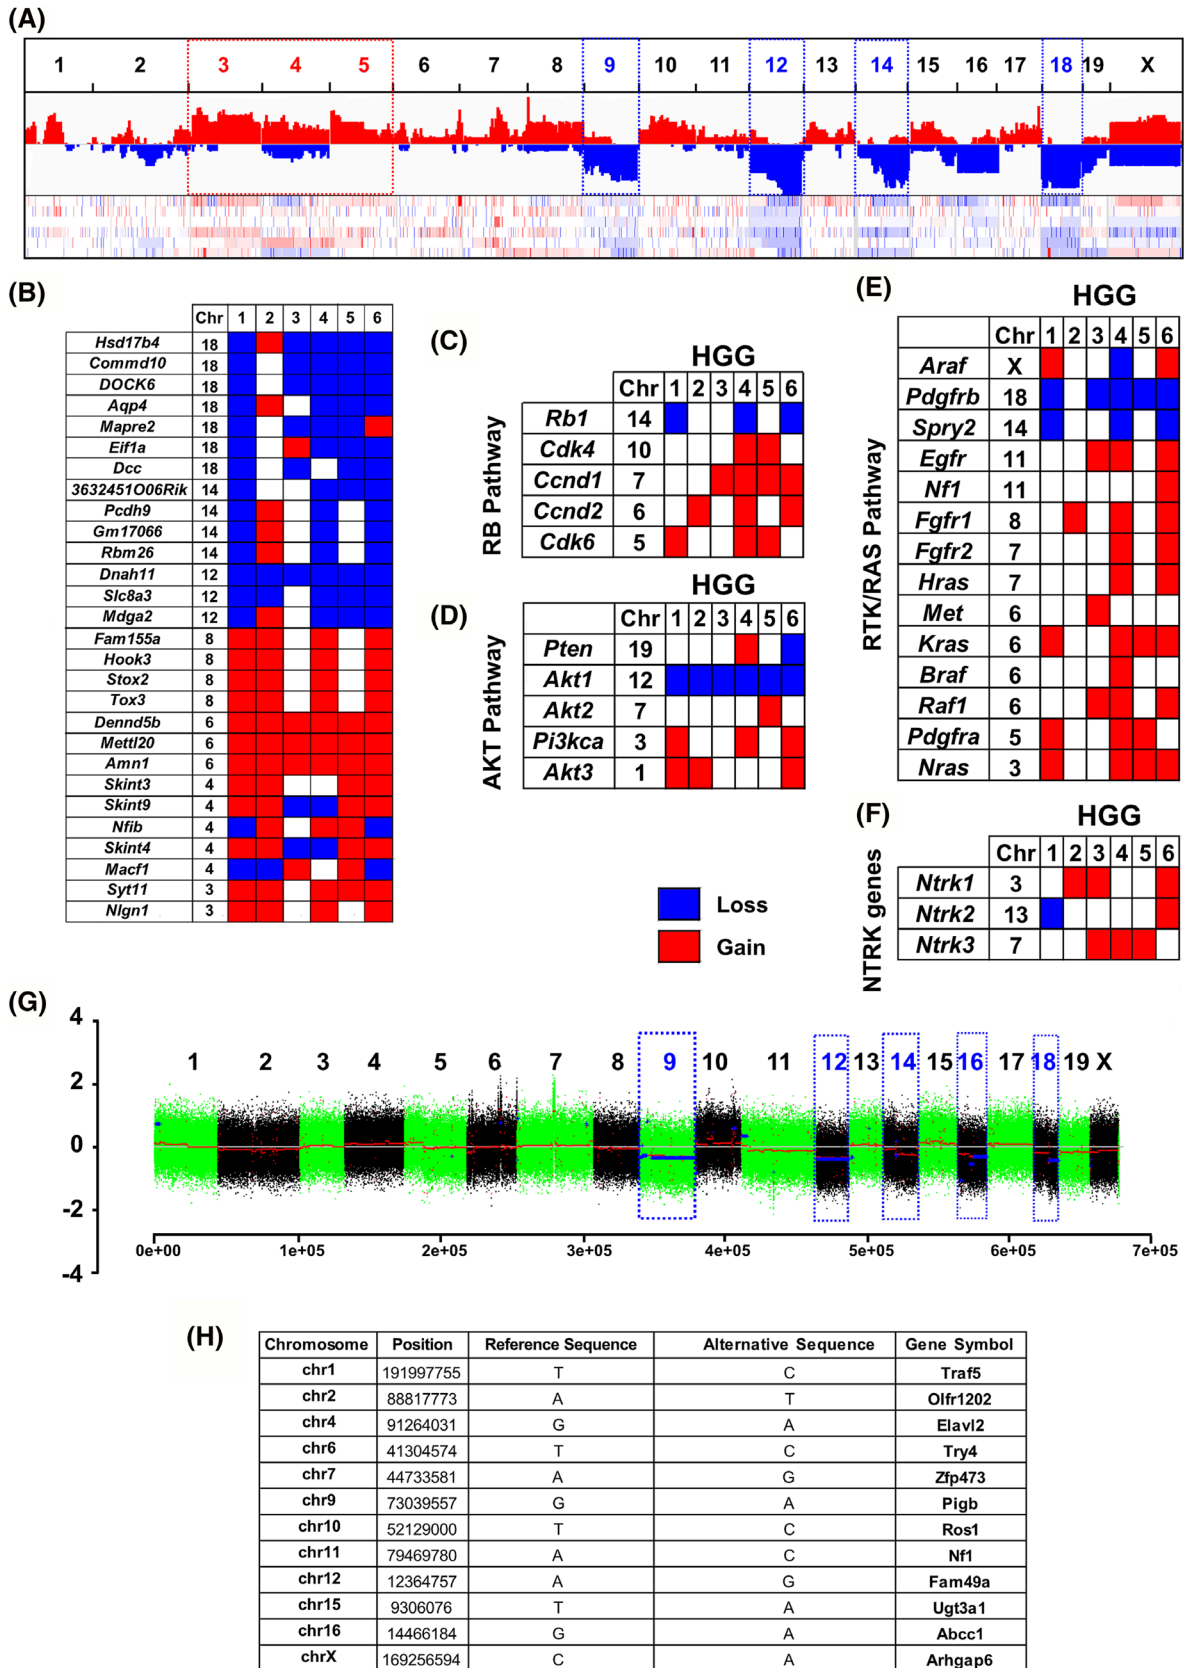 (A)
1 2 3 4 5 6 7 8 9 10 11 12 13 14 15 16 17 18 19 X
(B)
Chr 1 2 3 4 5 6
Hsd17b4 18
Commd10 18
DOCK6 18
Aqp4 18
Mapre2 18
Eif1a 18
Dcc 18
3632451O06Rik 14
Pcdh9 14
Gm17066 14
Rbm26 14
Dnah11 12
Slc8a3 12
Mdga2 12
Fam155a 8
Hook3 8
Stox2 8
Tox3 8
Dennd5b 6
Mettl20 6
Amn1 6
Skint3 4
Skint9 4
Nfib 4
Skint4 4
Macf1 4
Syt11 3
Nlgn1 3
(C)
HGG
RB Pathway
Chr 1 2 3 4 5 6
Rb1 14
Cdk4 10
Ccnd1 7
Ccnd2 6
Cdk6 5
(D)
HGG
AKT Pathway
Chr 1 2 3 4 5 6
Pten 19
Akt1 12
Akt2 7
Pi3kca 3
Akt3 1
Loss
Gain
(E)
HGG
RTK/RAS Pathway
Chr 1 2 3 4 5 6
Araf X
Pdgfrb 18
Spry2 14
Egfr 11
Nf1 11
Fgfr1 8
Fgfr2 7
Hras 7
Met 6
Kras 6
Braf 6
Raf1 6
Pdgfra 5
Nras 3
(F)
HGG
NTRK genes
Chr 1 2 3 4 5 6
Ntrk1 3
Ntrk2 13
Ntrk3 7
(G)
4
2
0
-2
-4
1 2 3 4 5 6 7 8 9 10 11 12 13 14 15 16 17 18 19 X
0e+00 1e+05 2e+05 3e+05 4e+05 5e+05 6e+05 7e+05
(H)
Chromosome Position Reference Sequence Alternative Sequence Gene Symbol
chr1 191997755 T C Traf5
chr2 88817773 A T Olfr1202
chr4 91264031 G A Elavl2
chr6 41304574 T C Try4
chr7 44733581 A G Zfp473
chr9 73039557 G A Pigb
chr10 52129000 T C Ros1
chr11 79469780 A C Nf1
chr12 12364757 A G Fam49a
chr15 9306076 T A Ugt3a1
chr16 14466184 G A Abcc1
chrX 169256594 C A Arhgap6